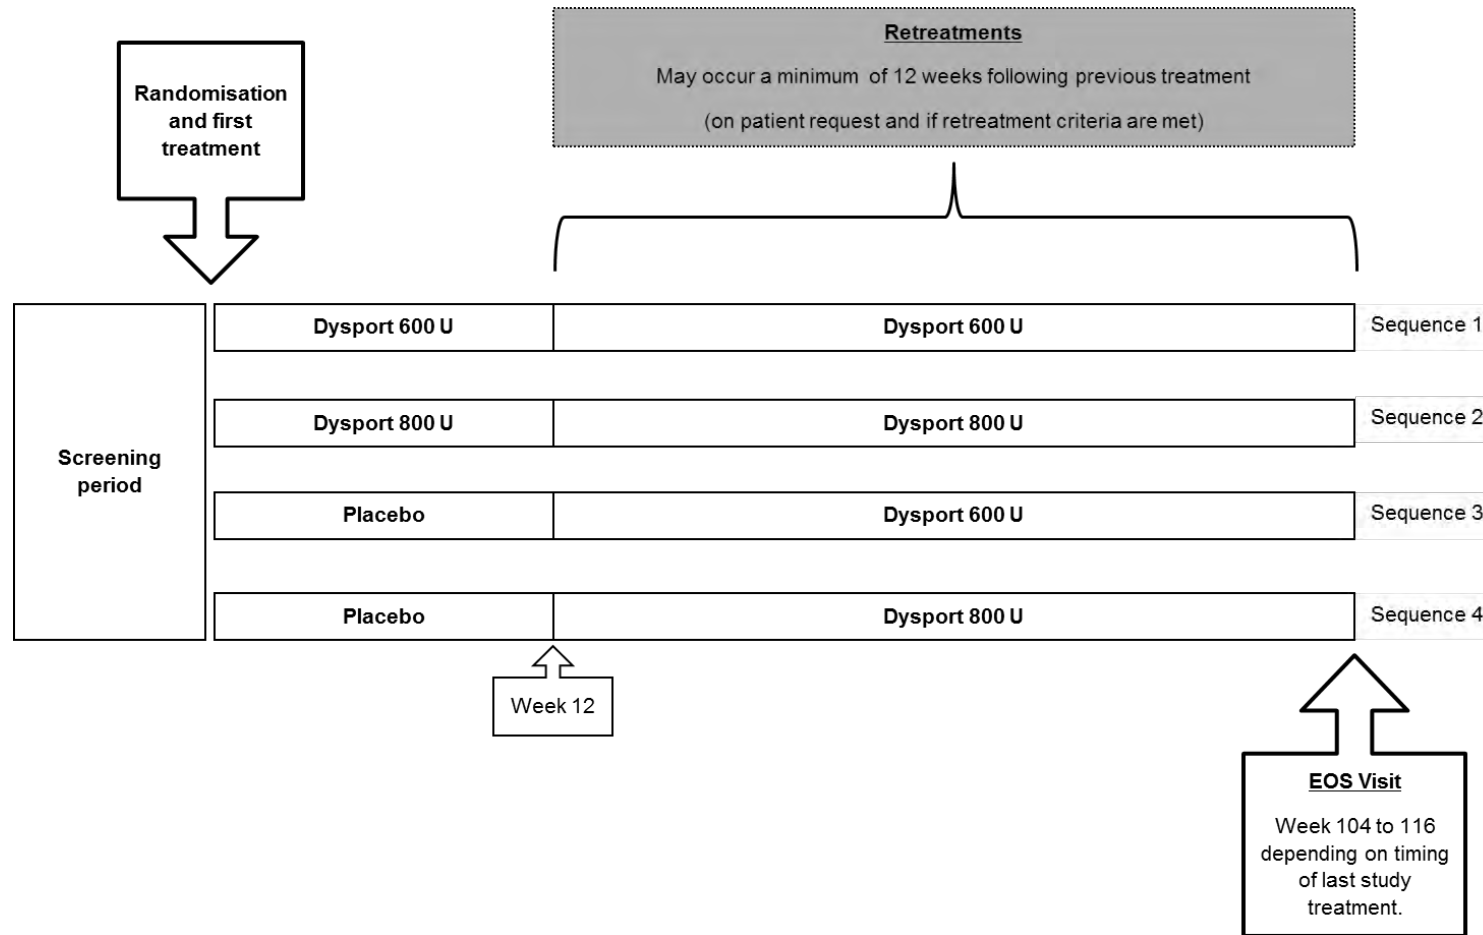 Retreatments
May occur a minimum of 12 weeks following previous treatment
(on patient request and if retreatment criteria are met)
Randomisation
and first
treatment
Screening
period
Dysport 600 U
Dysport 600 U
Sequence 1
Dysport 800 U
Dysport 800 U
Sequence 2
Placebo
Dysport 600 U
Sequence 3
Placebo
Dysport 800 U
Sequence 4
Week 12
EOS Visit
Week 104 to 116
depending on timing
of last study
treatment.